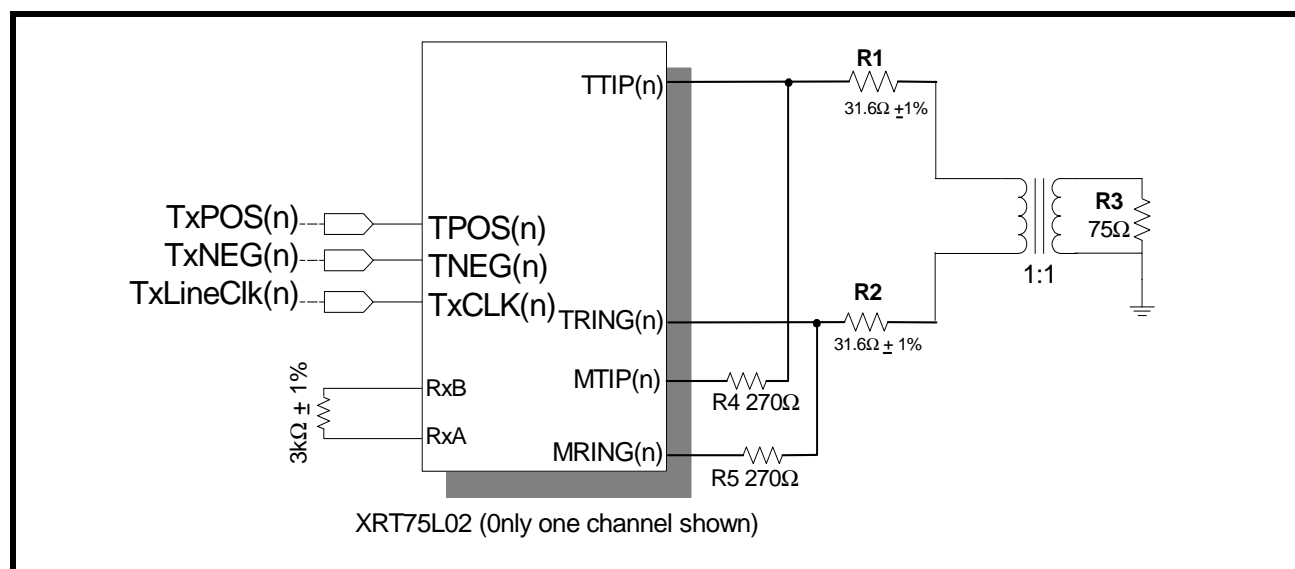 R1
TTIP(n)
31.6Ω ±1%
TxPOS(n)
TPOS(n)
R3
75Ω
TxNEG(n)
TNEG(n)
1:1
TxLineClk(n)
TxCLK(n)
R2
TRING(n)
31.6Ω ± 1%
3kΩ ± 1%
RxB
MTIP(n)
R4 270Ω
RxA
MRING(n)
R5 270Ω
XRT75L02 (0nly one channel shown)